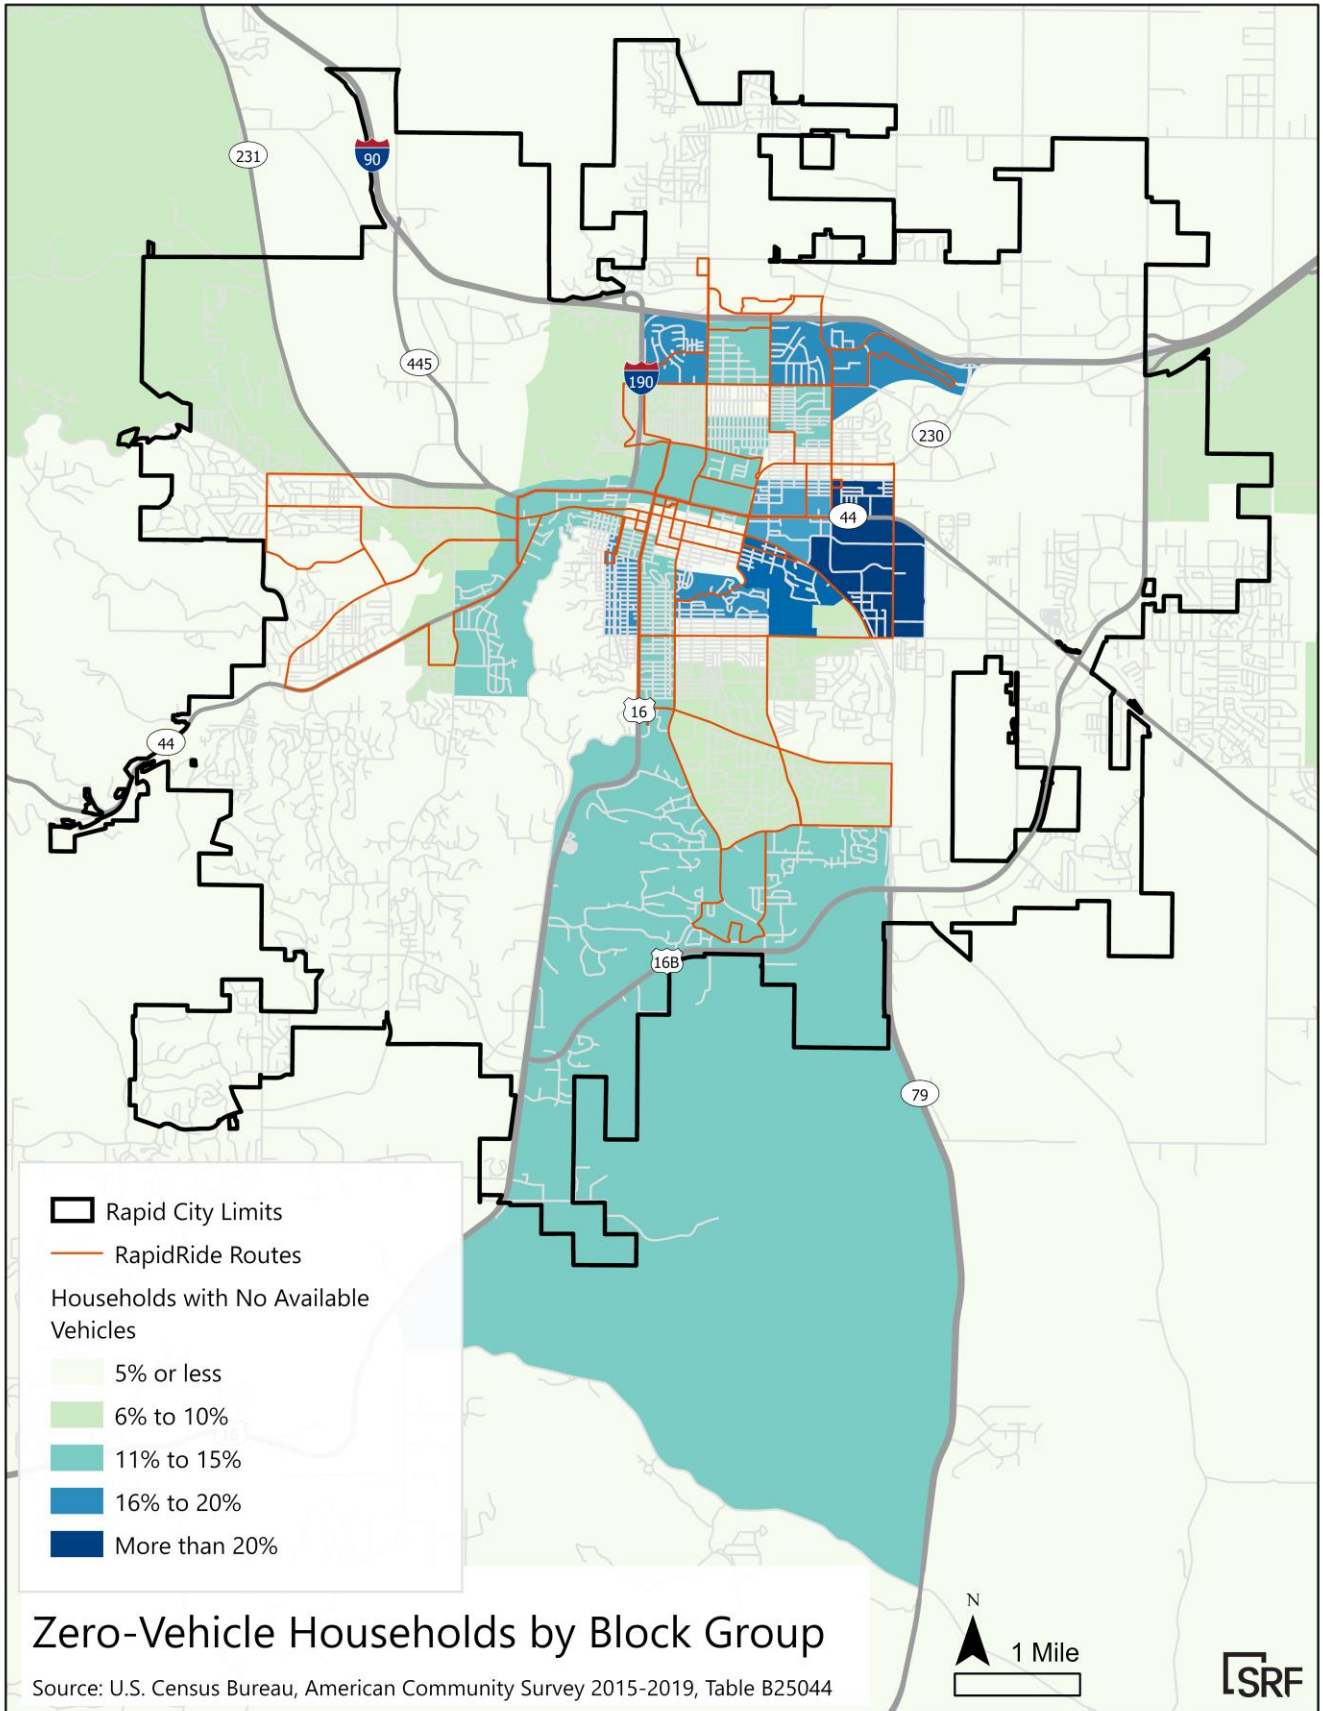 231
90
445
190
230
44
16
44
16B
79
Rapid City Limits
RapidRide Routes
Households with No Available
Vehicles
5% or less
6% to 10%
11% to 15%
16
16% to 20%
More than 20%
Zero-Vehicle Households by Block Group
Source: U.S. Census Bureau, American Community Survey 2015-2019, Table B25044
N
1 Mile
SRF